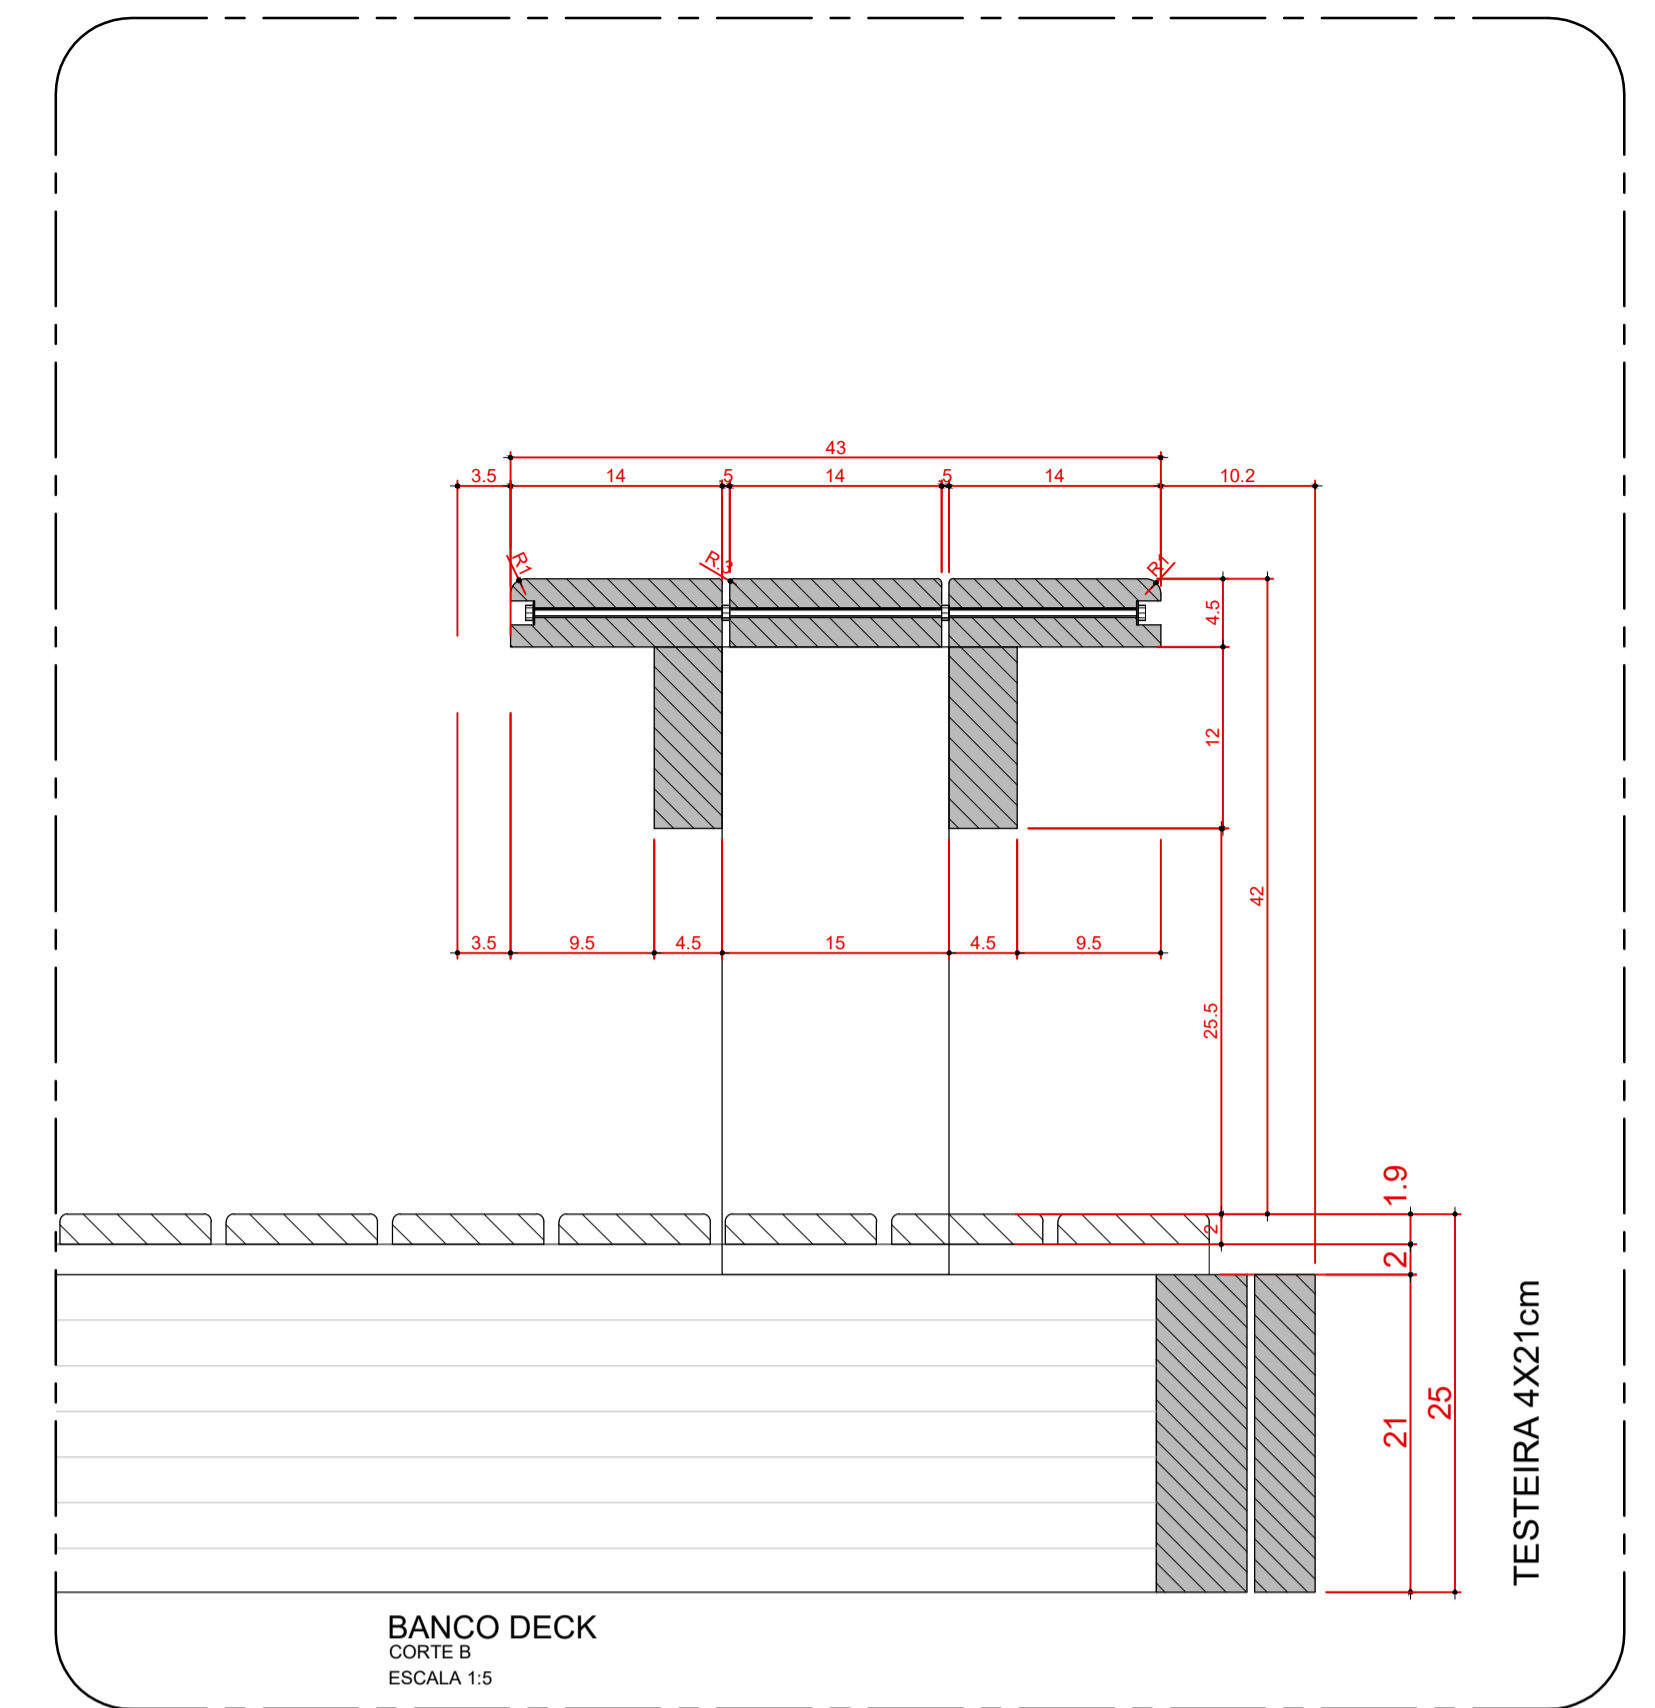 43
3.5 14 .5 14 .5 14 10.2
R1 R.3 R1
4.5
12
42
3.5 9.5 4.5 15 4.5 9.5
25.5
1.9
2
2
21
25
TESTEIRA 4X21cm
BANCO DECK
CORTE B
ESCALA 1:5